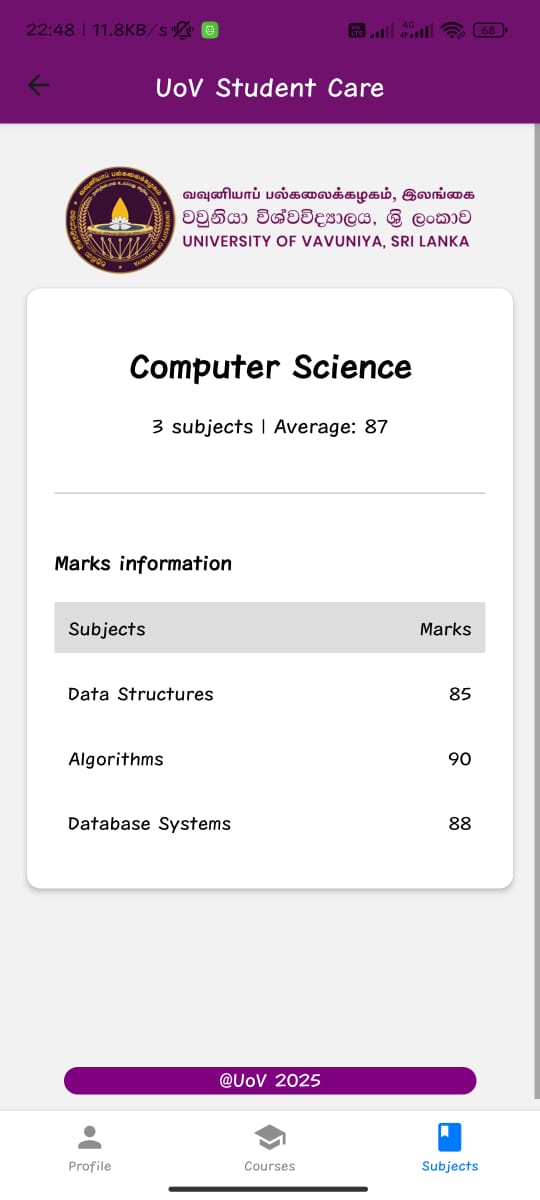 22:48 | 11.8KB/s
4G
68
UoV Student Care
வவுனியாப் பல்கலைக்கழகம், இலங்கை
වවුනියා විශ්වවිද්‍යාලය, ශ්‍රී ලංකාව
UNIVERSITY OF VAVUNIYA, SRI LANKA
Computer Science
3 subjects | Average: 87
Marks information
Subjects Marks
Data Structures 85
Algorithms 90
Database Systems 88
@UoV 2025
Profile Courses Subjects